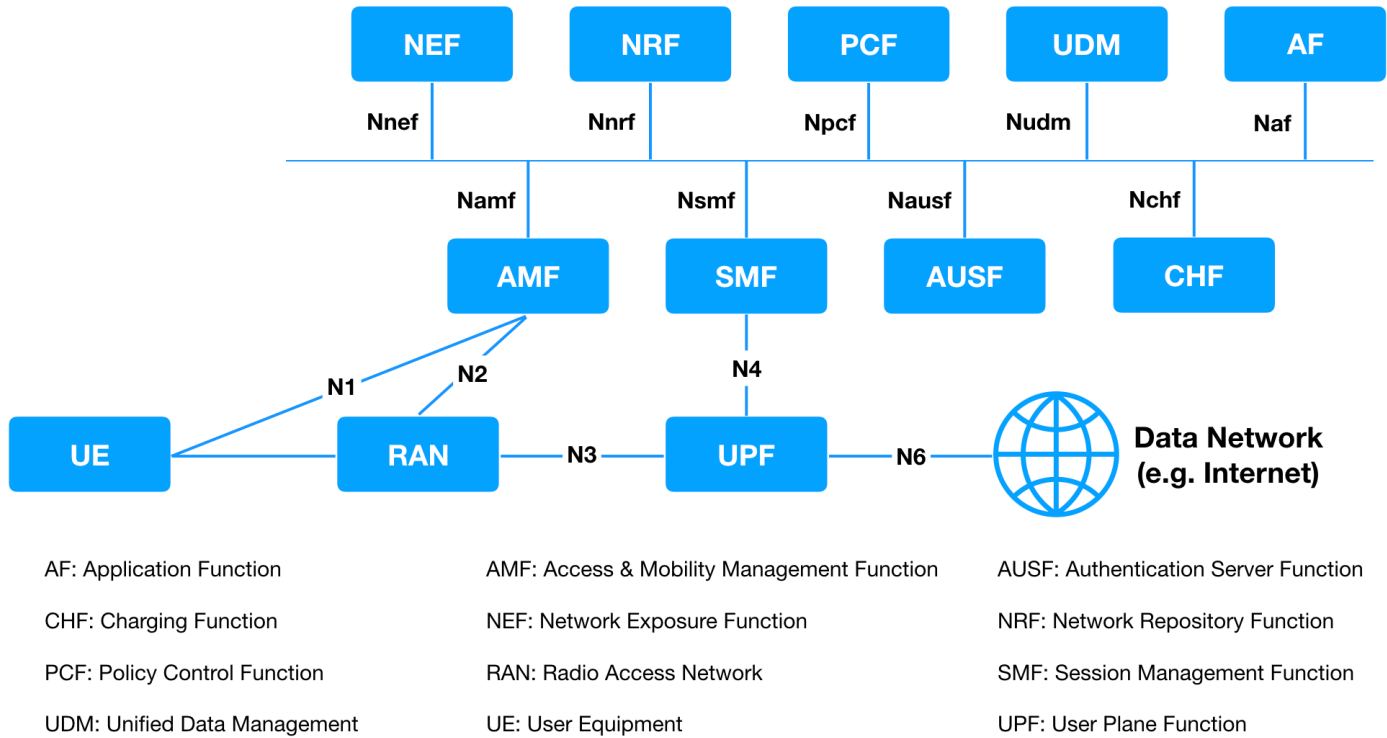 NEF NRF PCF UDM AF
Nnef Nnrf Npcf Nudm Naf
Namf Nsmf Nausf Nchf
AMF SMF AUSF CHF
N1 N2 N4
UE RAN N3 UPF N6
Data Network
(e.g. Internet)
AF: Application Function AMF: Access & Mobility Management Function AUSF: Authentication Server Function
CHF: Charging Function NEF: Network Exposure Function NRF: Network Repository Function
PCF: Policy Control Function RAN: Radio Access Network SMF: Session Management Function
UDM: Unified Data Management UE: User Equipment UPF: User Plane Function